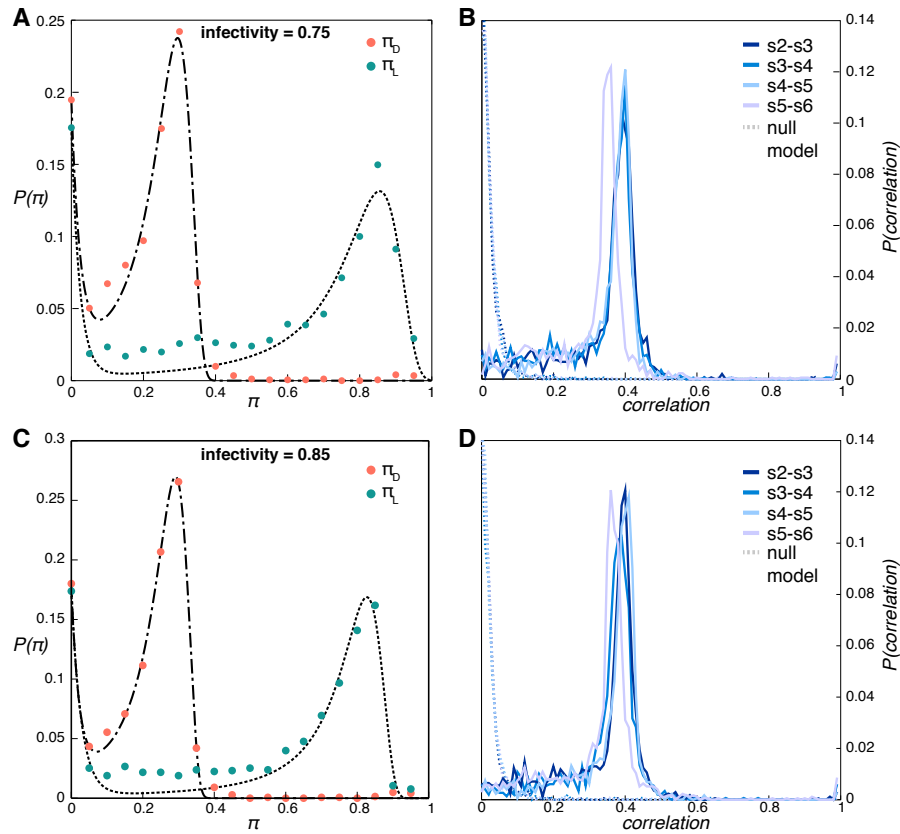 A
infectivity = 0.75
π_D
π_L
0.25
0.2
0.15
0.1
0.05
0
P(π)
0 0.2 0.4 0.6 0.8 1
π
B
s2-s3
s3-s4
s4-s5
s5-s6
null
model
0.14
0.12
0.10
0.08
0.06
0.04
0.02
0
P(correlation)
0 0.2 0.4 0.6 0.8 1
correlation
C
infectivity = 0.85
π_D
π_L
0.3
0.25
0.2
0.15
0.1
0.05
0
P(π)
0 0.2 0.4 0.6 0.8 1
π
D
s2-s3
s3-s4
s4-s5
s5-s6
null
model
0.14
0.12
0.10
0.08
0.06
0.04
0.02
0
P(correlation)
0 0.2 0.4 0.6 0.8 1
correlation